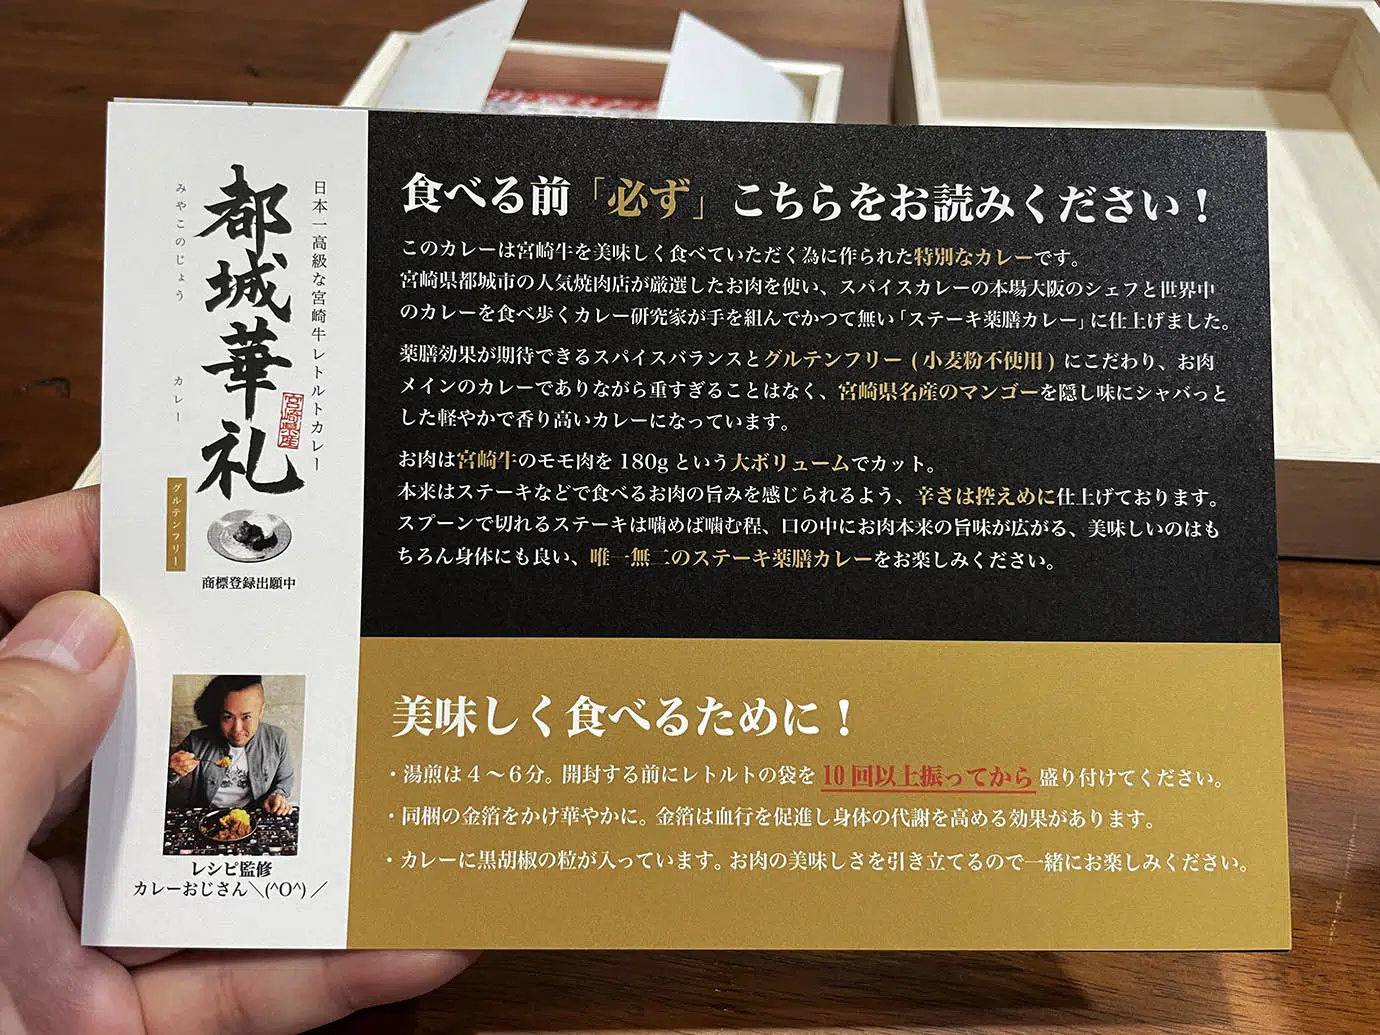 日本一高級な宮崎牛レトルトカレー
都城華礼
みやこのじょう カレー
宮崎県産
グルテンフリー
商標登録出願中
レシピ監修
カレーおじさん＼(^O^)／
食べる前「必ず」こちらをお読みください！
このカレーは宮崎牛を美味しく食べていただく為に作られた特別なカレーです。
宮崎県都城市の人気焼肉店が厳選したお肉を使い、スパイスカレーの本場大阪のシェフと世界中
のカレーを食べ歩くカレー研究家が手を組んでかつて無い「ステーキ薬膳カレー」に仕上げました。
薬膳効果が期待できるスパイスバランスとグルテンフリー（小麦粉不使用）にこだわり、お肉
メインのカレーでありながら重すぎることはなく、宮崎県名産のマンゴーを隠し味にシャバっと
した軽やかで香り高いカレーになっています。
お肉は宮崎牛のモモ肉を180gという大ボリュームでカット。
本来はステーキなどで食べるお肉の旨みを感じられるよう、辛さは控えめに仕上げております。
スプーンで切れるステーキは噛めば噛む程、口の中にお肉本来の旨味が広がる、美味しいのはも
ちろん身体にも良い、唯一無二のステーキ薬膳カレーをお楽しみください。
美味しく食べるために！
・湯煎は4〜6分。開封する前にレトルトの袋を10回以上振ってから盛り付けてください。
・同梱の金箔をかけ華やかに。金箔は血行を促進し身体の代謝を高める効果があります。
・カレーに黒胡椒の粒が入っています。お肉の美味しさを引き立てるので一緒にお楽しみください。